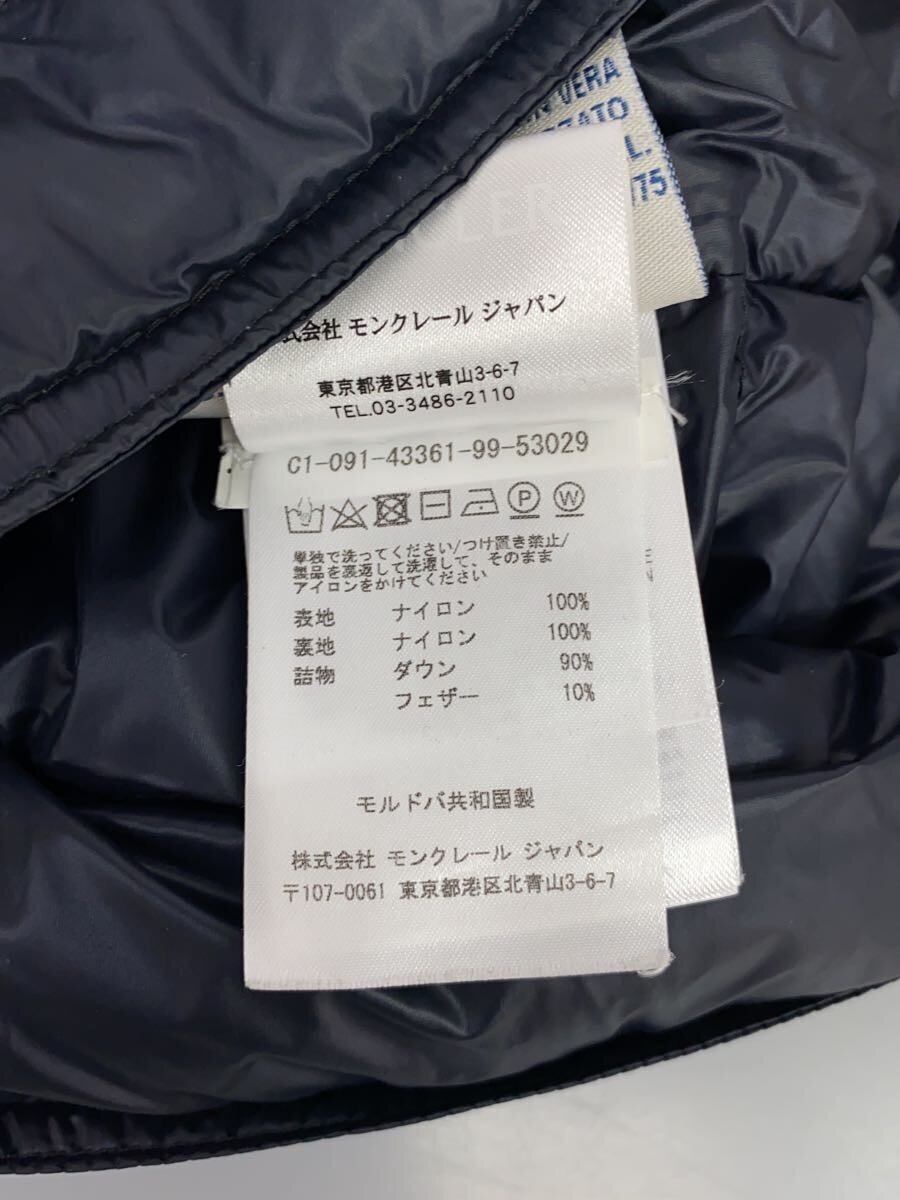 VERA
L.
175
株式会社 モンクレール ジャパン
東京都港区北青山3-6-7
TEL.03-3486-2110
C1-091-43361-99-53029
P W
単独で洗ってください/つけ置き禁止/
製品を裏返して洗濯して、そのまま
アイロンをかけてください
表地 ナイロン 100%
裏地 ナイロン 100%
詰物 ダウン 90%
フェザー 10%
モルドバ共和国製
株式会社 モンクレール ジャパン
〒107-0061 東京都港区北青山3-6-7